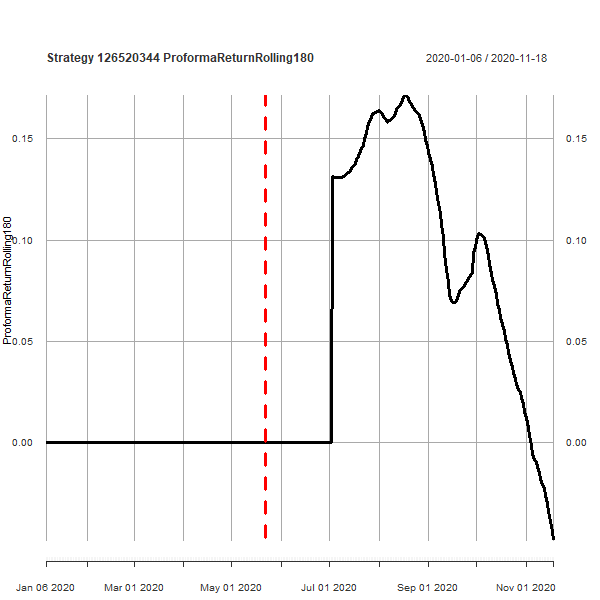 Strategy 126520344 ProformaReturnRolling180
2020-01-06 / 2020-11-18
ProformaReturnRolling180
0.15
0.15
0.10
0.10
0.05
0.05
0.00
0.00
Jan 06 2020
Mar 01 2020
May 01 2020
Jul 01 2020
Sep 01 2020
Nov 01 2020